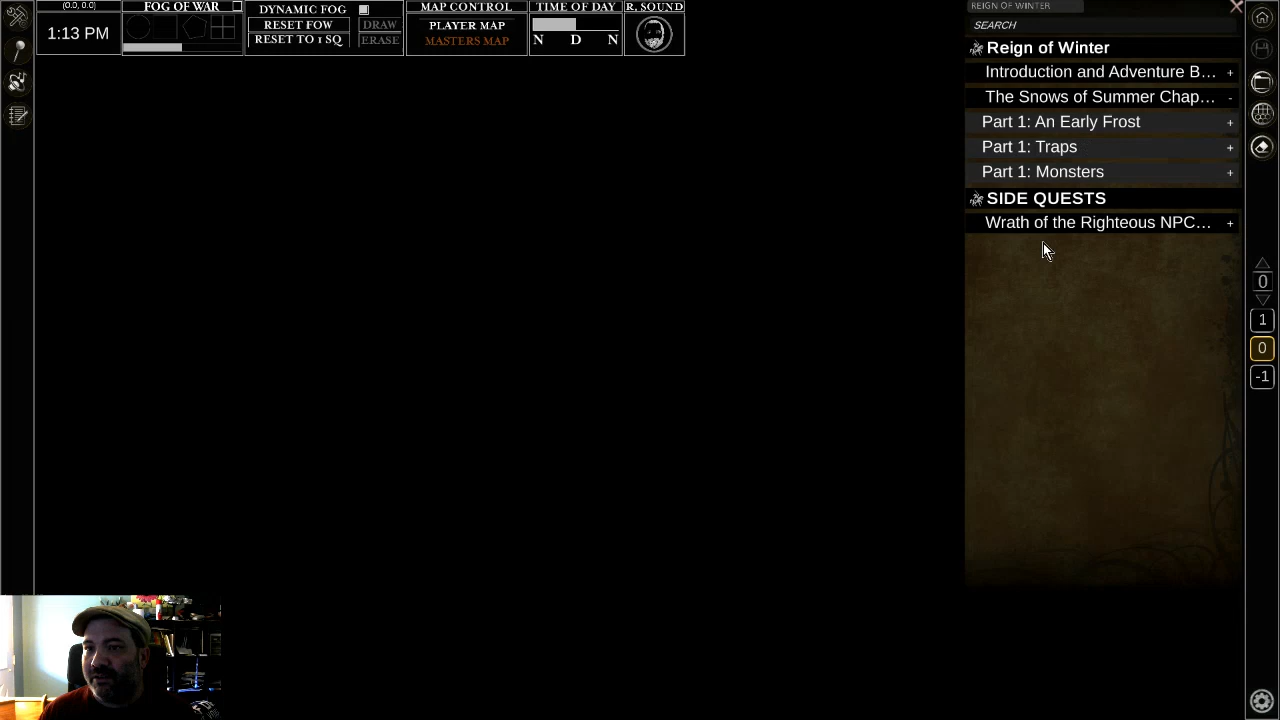 (0.0, 0.0)
1:13 PM
FOG OF WAR
DYNAMIC FOG
RESET FOW
DRAW
RESET TO 1 SQ
ERASE
MAP CONTROL
PLAYER MAP
MASTERS MAP
TIME OF DAY
N D N
R. SOUND
REIGN OF WINTER
SEARCH
Reign of Winter
Introduction and Adventure B... +
The Snows of Summer Chap... -
Part 1: An Early Frost +
Part 1: Traps +
Part 1: Monsters +
SIDE QUESTS
Wrath of the Righteous NPC... +
0
1
0
-1